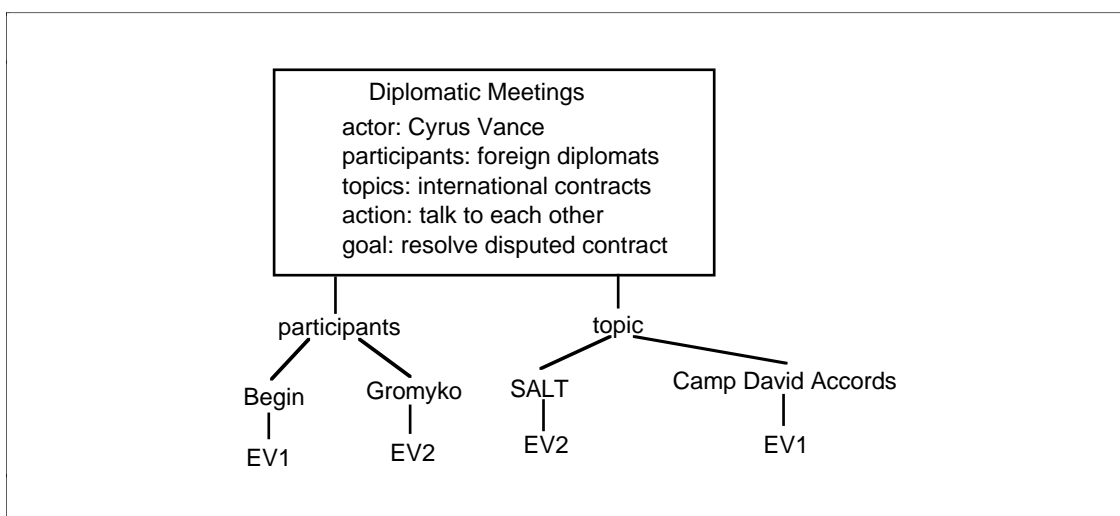 Diplomatic Meetings
actor: Cyrus Vance
participants: foreign diplomats
topics: international contracts
action: talk to each other
goal: resolve disputed contract
participants
topic
Begin
Gromyko
SALT
Camp David Accords
EV1
EV2
EV2
EV1